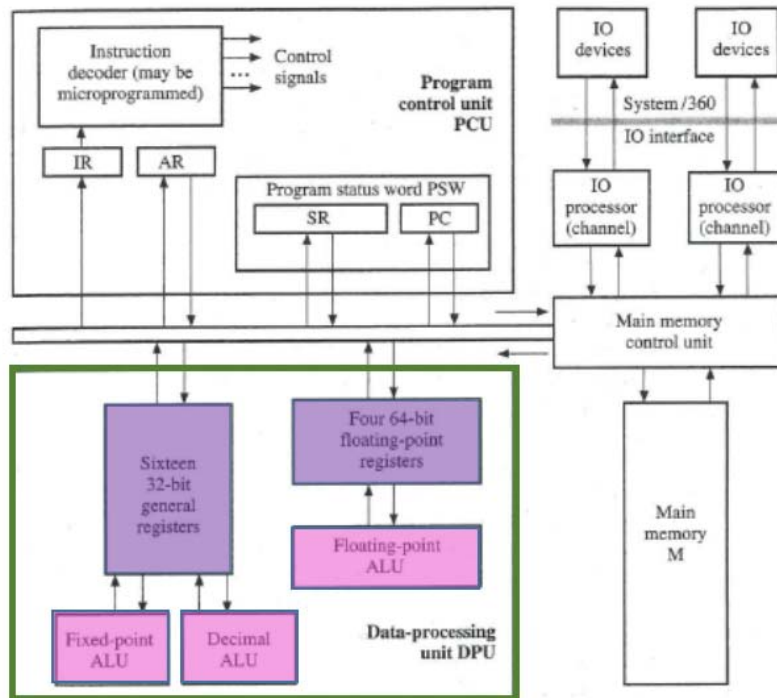 Instruction
decoder (may be
microprogrammed)
...
Control
signals
Program
control unit
PCU
IR
AR
Program status word PSW
SR
PC
IO
devices
IO
devices
System/360
IO interface
IO
processor
(channel)
IO
processor
(channel)
Main memory
control unit
Sixteen
32-bit
general
registers
Four 64-bit
floating-point
registers
Floating-point
ALU
Fixed-point
ALU
Decimal
ALU
Data-processing
unit DPU
Main
memory
M